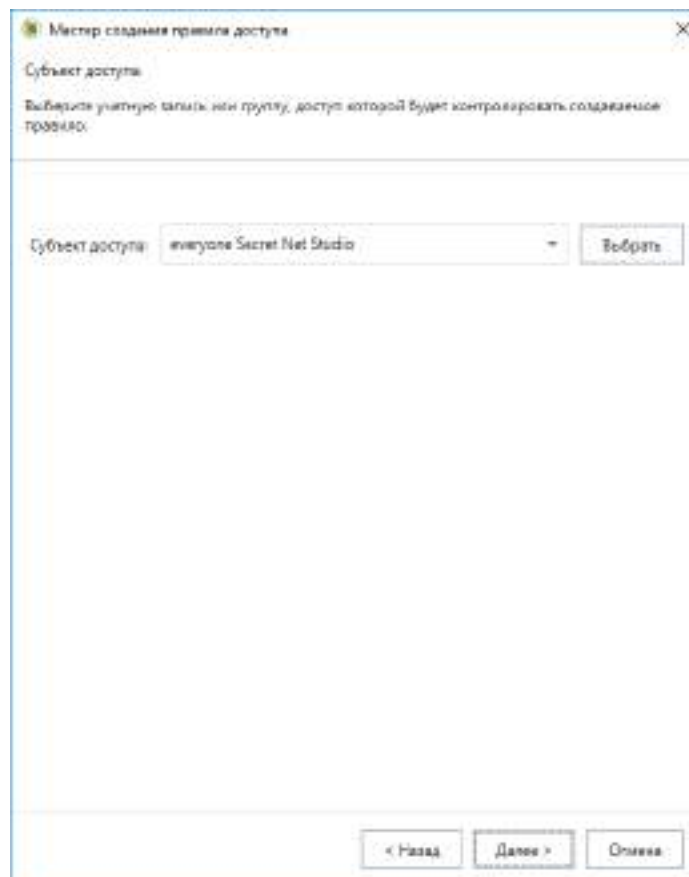 Мастер создания правила доступа
Субъект доступа
Выберите учетную запись или группу, доступ которой будет контролировать создаваемое
правило:
Субъект доступа: everyone Secret Net Studio Выбрать
< Назад Далее > Отмена